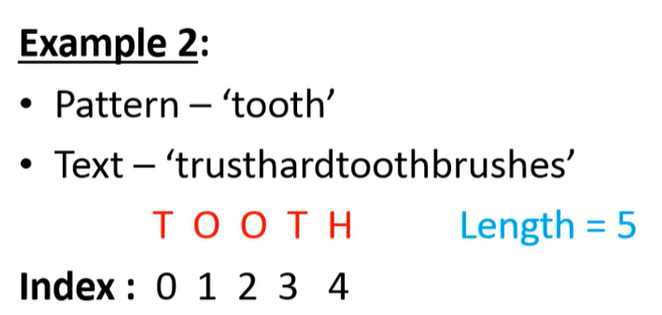 Example 2:
• Pattern – ‘tooth’
• Text – ‘trusthardtoothbrushes’
T O O T H Length = 5
Index : 0 1 2 3 4